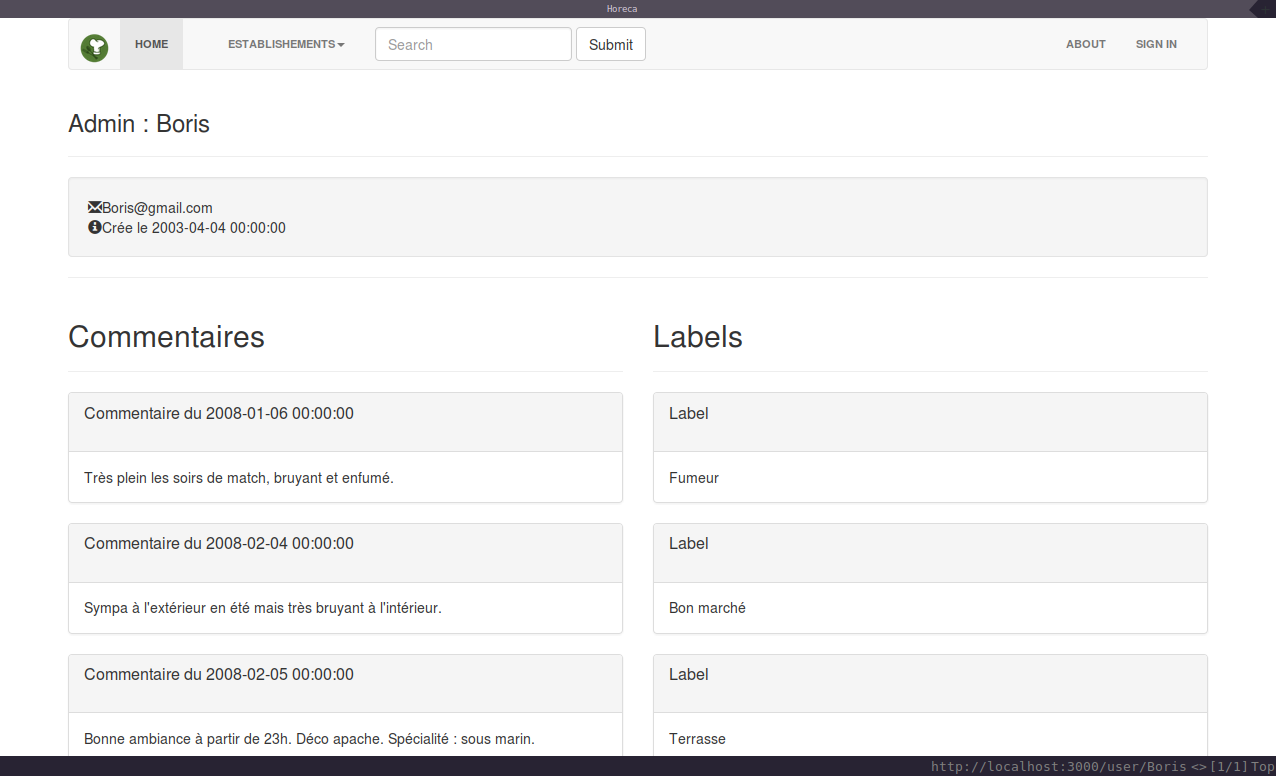 Horeca
HOME ESTABLISHEMENTS Search Submit ABOUT SIGN IN
Admin : Boris
Boris@gmail.com
Crée le 2003-04-04 00:00:00
Commentaires
Commentaire du 2008-01-06 00:00:00
Très plein les soirs de match, bruyant et enfumé.
Commentaire du 2008-02-04 00:00:00
Sympa à l'extérieur en été mais très bruyant à l'intérieur.
Commentaire du 2008-02-05 00:00:00
Bonne ambiance à partir de 23h. Déco apache. Spécialité : sous marin.
Labels
Label
Fumeur
Label
Bon marché
Label
Terrasse
http://localhost:3000/user/Boris <> [1/1] Top